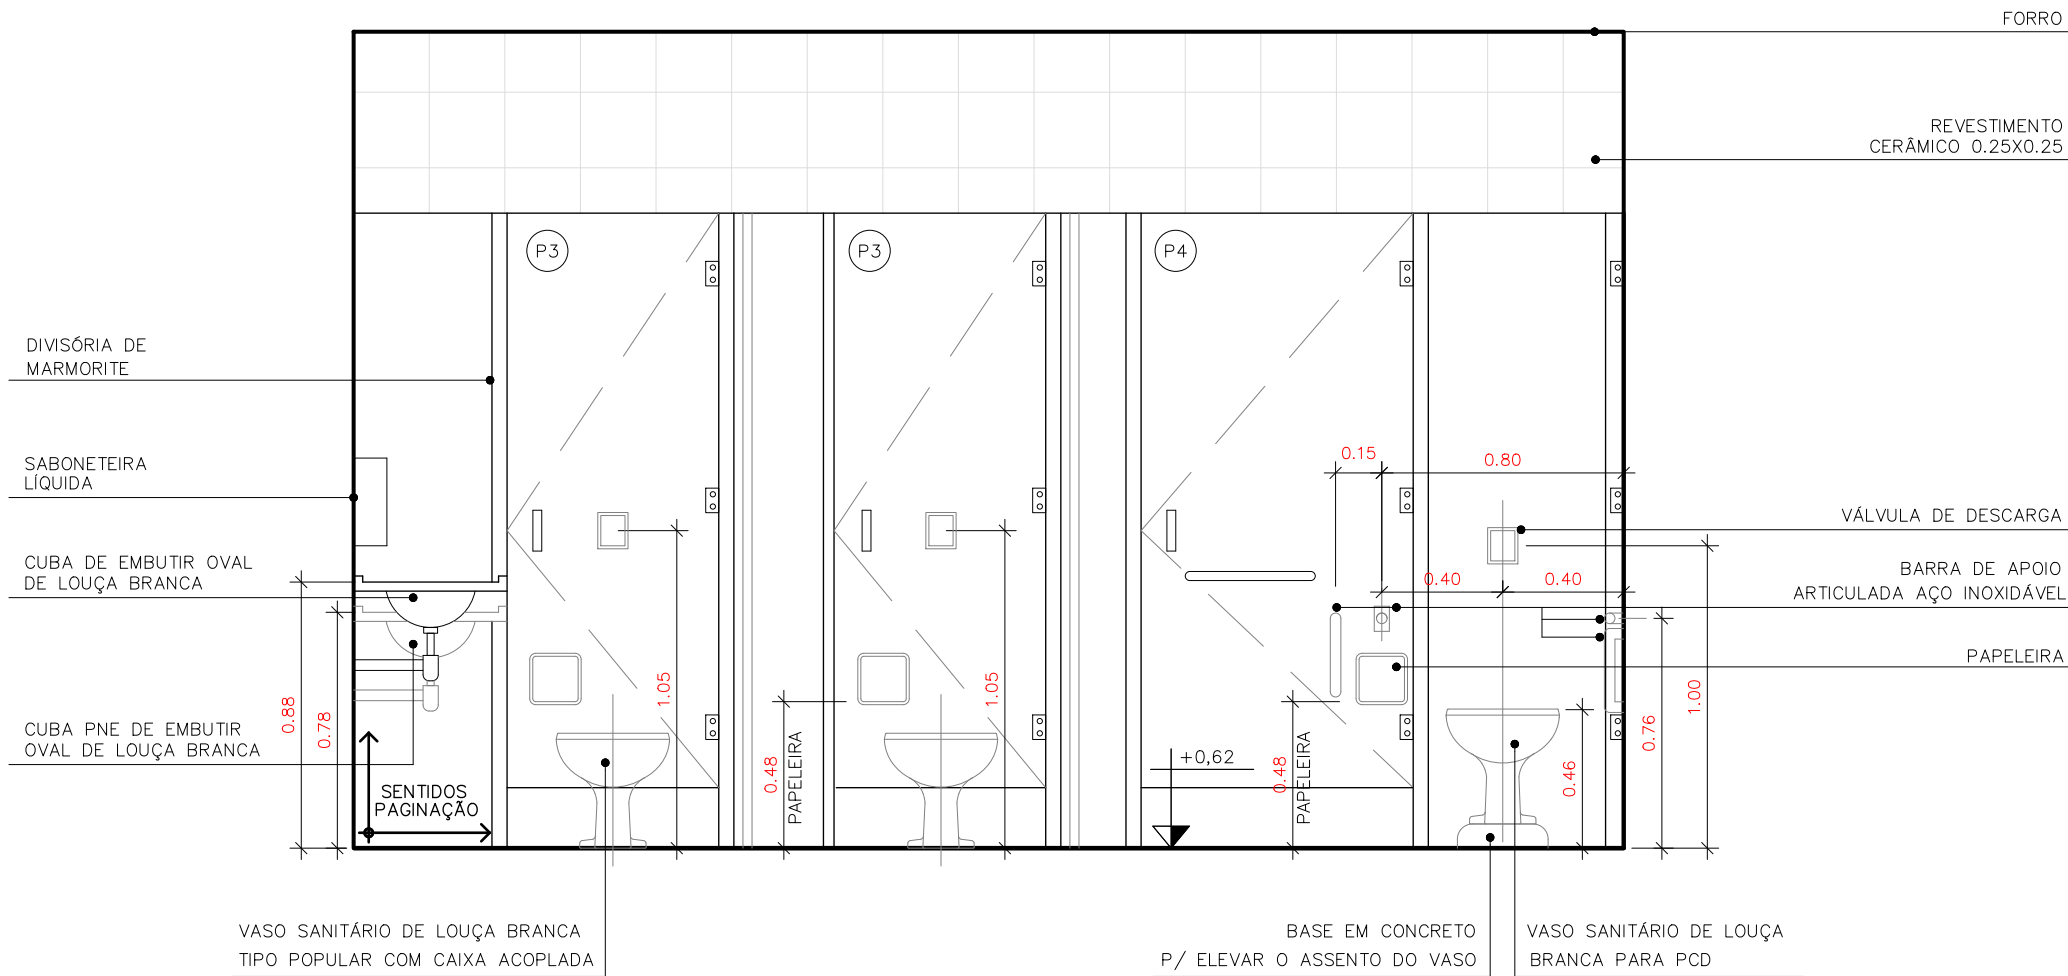 FORRO
REVESTIMENTO
CERÂMICO 0.25X0.25
P3
P3
P4
DIVISÓRIA DE
MARMORITE
SABONETEIRA
LÍQUIDA
0.15
0.80
VÁLVULA DE DESCARGA
CUBA DE EMBUTIR OVAL
DE LOUÇA BRANCA
0.40
0.40
BARRA DE APOIO
ARTICULADA AÇO INOXIDÁVEL
PAPELEIRA
CUBA PNE DE EMBUTIR
OVAL DE LOUÇA BRANCA
0.88
0.78
1.05
0.48
PAPELEIRA
1.05
+0,62
0.48
PAPELEIRA
0.46
0.76
1.00
SENTIDOS
PAGINAÇÃO
VASO SANITÁRIO DE LOUÇA BRANCA
TIPO POPULAR COM CAIXA ACOPLADA
BASE EM CONCRETO
P/ ELEVAR O ASSENTO DO VASO
VASO SANITÁRIO DE LOUÇA
BRANCA PARA PCD